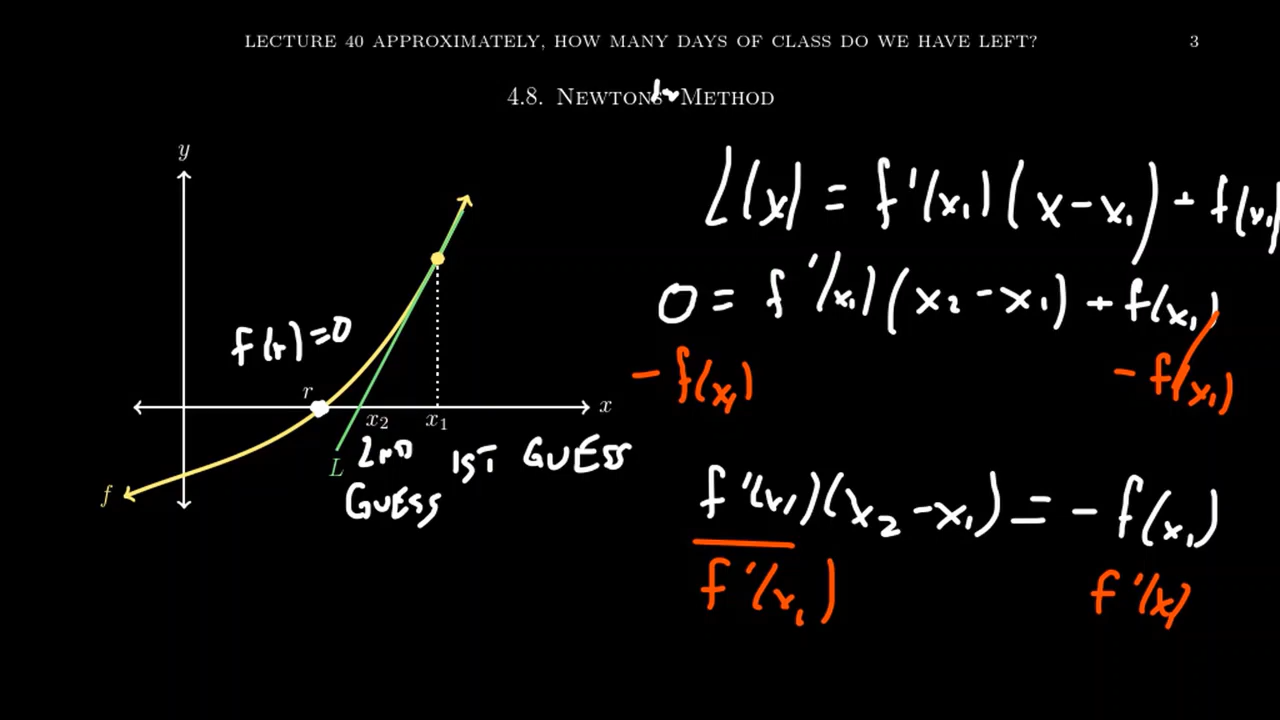 LECTURE 40 APPROXIMATELY, HOW MANY DAYS OF CLASS DO WE HAVE LEFT? 3
4.8. NEWTON'S METHOD
y
L(x) = f'(x₁)(x - x₁) + f(x₁)
0 = f'(x₁)(x₂ - x₁) + f(x₁)
f(r)=0
- f(x₁) - f(x₁)
r
x
x₂ x₁
2ND 1ST GUESS
L
GUESS
f
f'(x₁)(x₂ - x₁) = - f(x₁)
f'(x₁) f'(x₁)